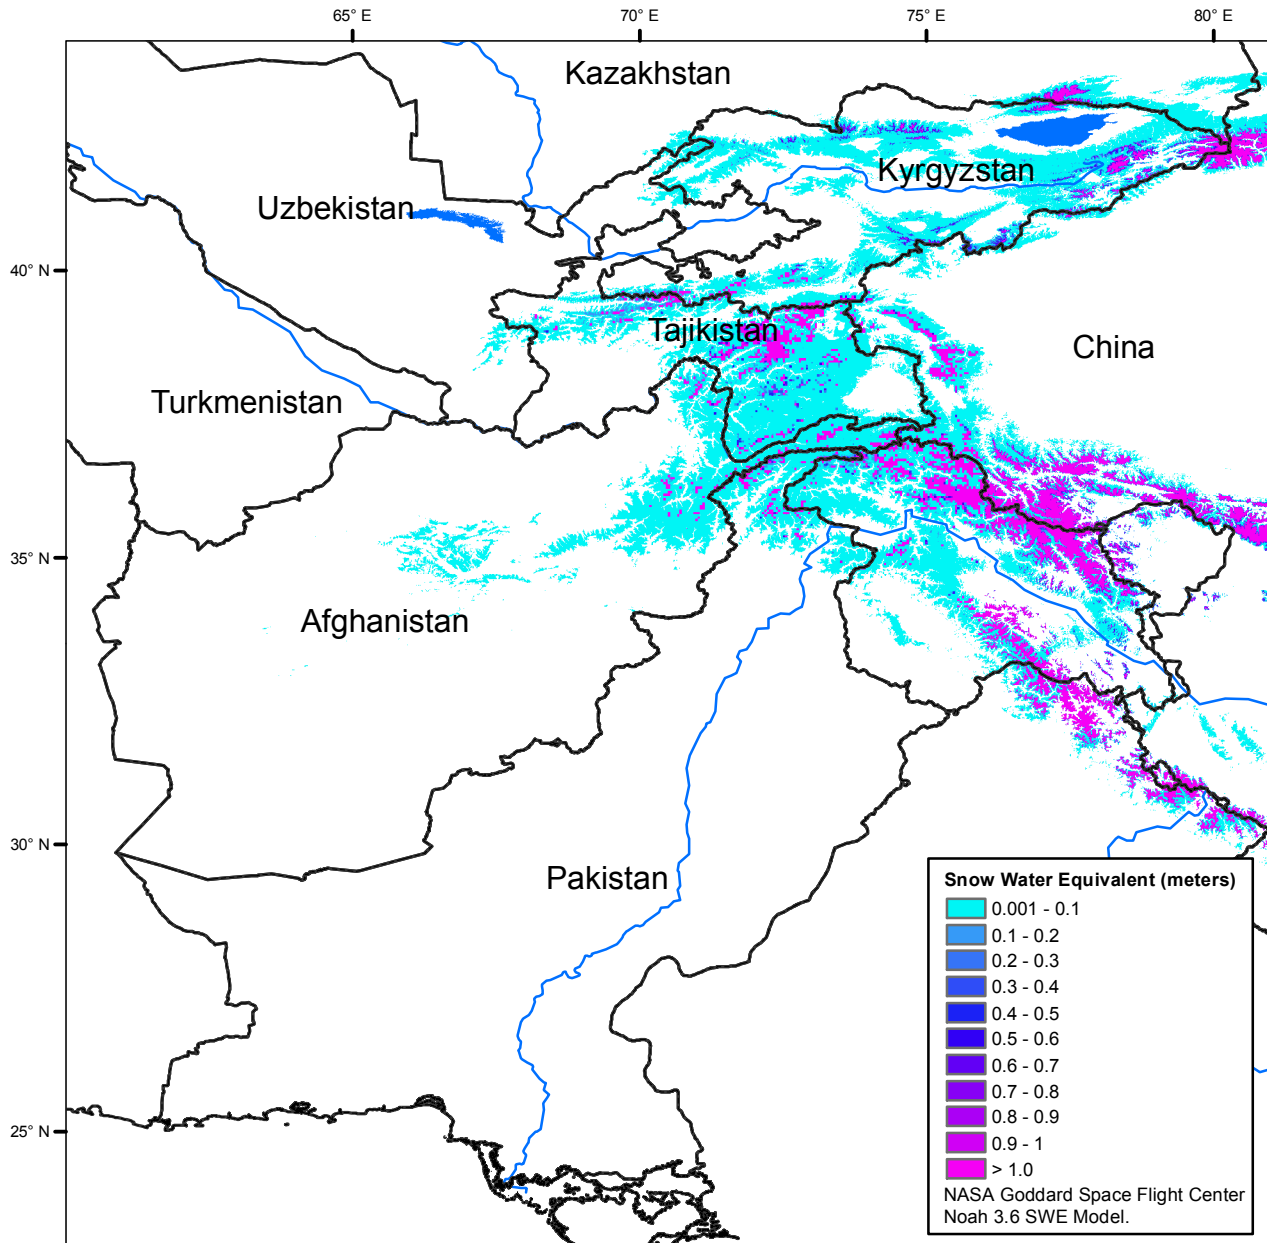 65° E
70° E
75° E
80° E
Kazakhstan
Kyrgyzstan
Uzbekistan
40° N
Tajikistan
China
Turkmenistan
35° N
Afghanistan
30° N
Pakistan
25° N
Snow Water Equivalent (meters)
0.001 - 0.1
0.1 - 0.2
0.2 - 0.3
0.3 - 0.4
0.4 - 0.5
0.5 - 0.6
0.6 - 0.7
0.7 - 0.8
0.8 - 0.9
0.9 - 1
> 1.0
NASA Goddard Space Flight Center
Noah 3.6 SWE Model.